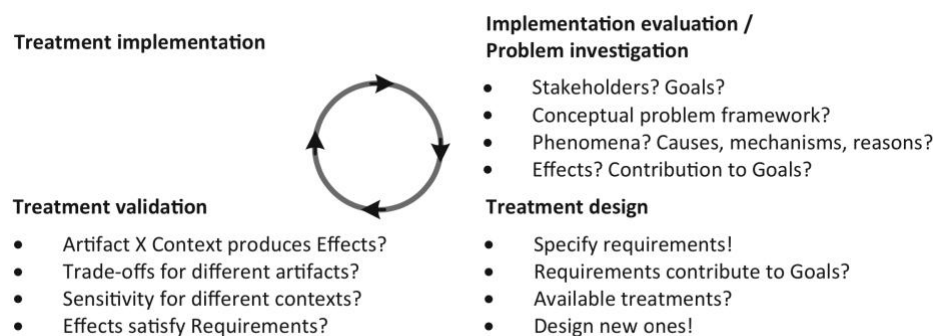 Treatment implementation
Implementation evaluation /
Problem investigation
• Stakeholders? Goals?
• Conceptual problem framework?
• Phenomena? Causes, mechanisms, reasons?
• Effects? Contribution to Goals?
Treatment validation
• Artifact X Context produces Effects?
• Trade-offs for different artifacts?
• Sensitivity for different contexts?
• Effects satisfy Requirements?
Treatment design
• Specify requirements!
• Requirements contribute to Goals?
• Available treatments?
• Design new ones!